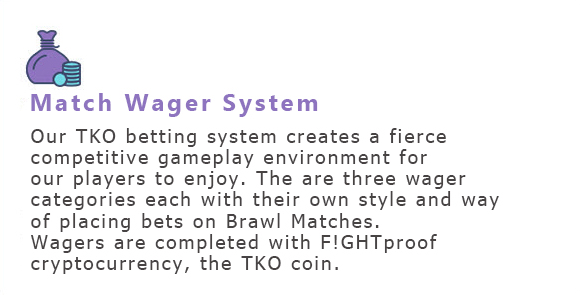 Match Wager System
Our TKO betting system creates a fierce
competitive gameplay environment for
our players to enjoy. The are three wager
categories each with their own style and way
of placing bets on Brawl Matches.
Wagers are completed with F!GHTproof
cryptocurrency, the TKO coin.